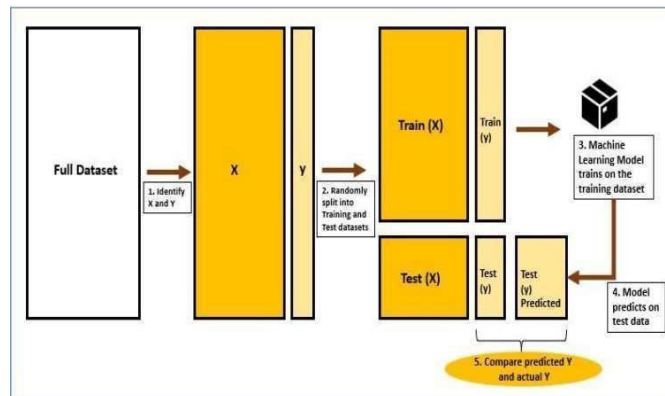 Full Dataset
1. Identify
X and Y
X
y
2. Randomly
split into
Training and
Test datasets
Train (X)
Train
(y)
3. Machine
Learning Model
trains on the
training dataset
Test (X)
Test
(y)
Test
(y)
Predicted
4. Model
predicts on
test data
5. Compare predicted Y
and actual Y